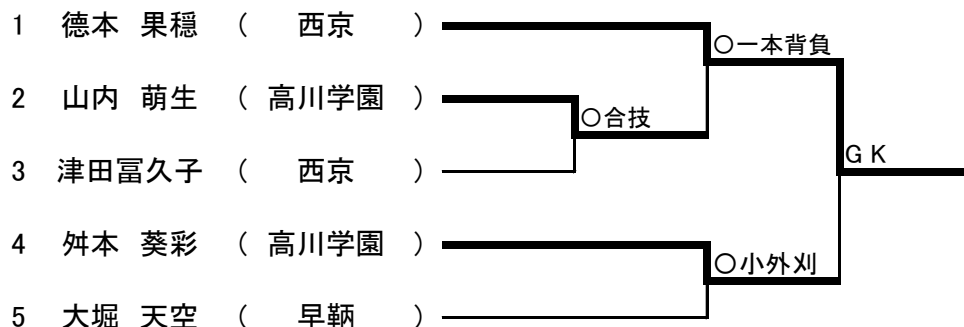 1 德本 果穏 ( 西京 )
○一本背負
2 山内 萌生 ( 高川学園 )
○合技
3 津田冨久子 ( 西京 )
GK
4 舛本 葵彩 ( 高川学園 )
○小外刈
5 大堀 天空 ( 早鞆 )